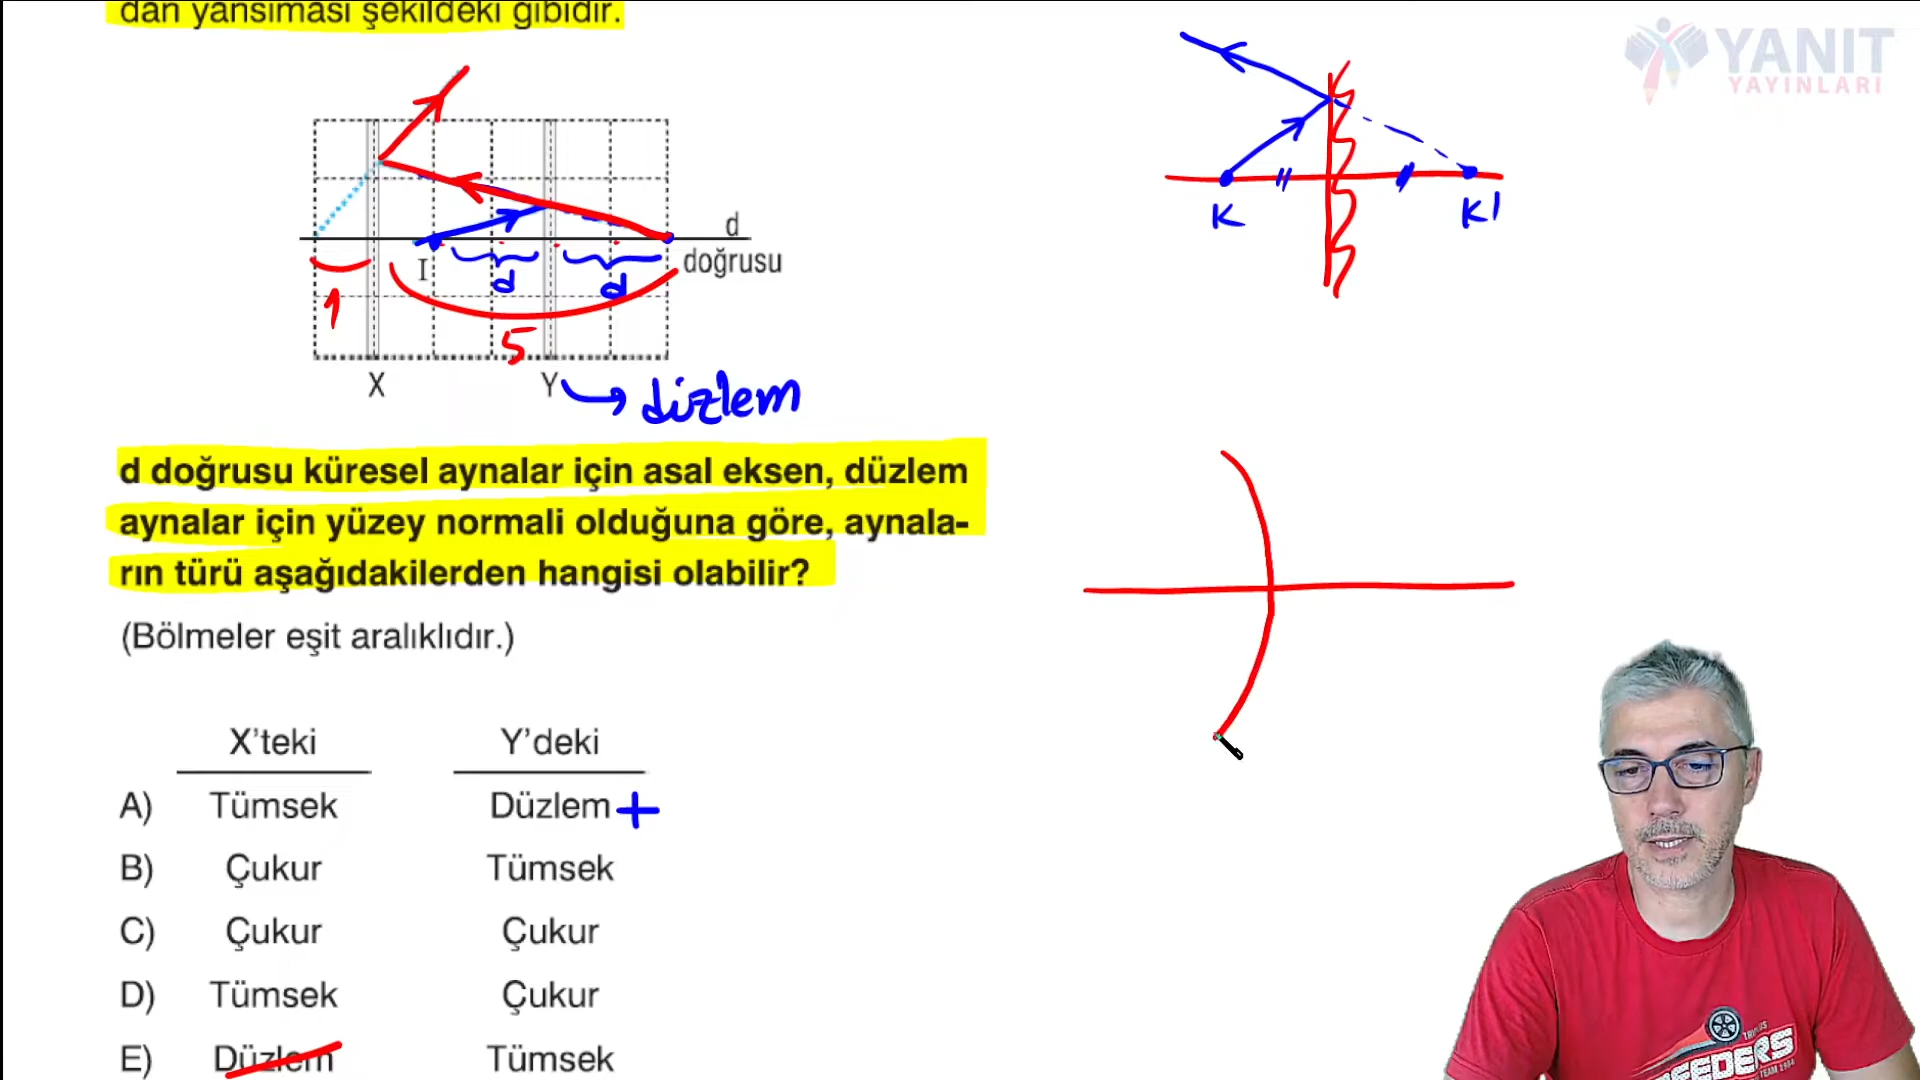 dan yansıması şekildeki gibidir.
YANIT
YAYINLARI
K
K'
d
doğrusu
I
d
d
1
5
X
Y
düzlem
d doğrusu küresel aynalar için asal eksen, düzlem
aynalar için yüzey normali olduğuna göre, aynala-
rın türü aşağıdakilerden hangisi olabilir?
(Bölmeler eşit aralıklıdır.)
X'teki Y'deki
A) Tümsek Düzlem +
B) Çukur Tümsek
C) Çukur Çukur
D) Tümsek Çukur
E) Düzlem Tümsek